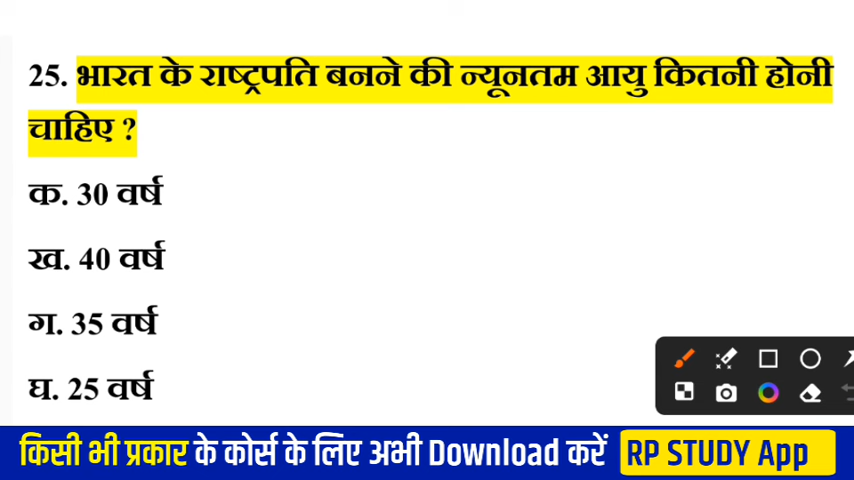 25. भारत के राष्ट्रपति बनने की न्यूनतम आयु कितनी होनी
चाहिए ?
क. 30 वर्ष
ख. 40 वर्ष
ग. 35 वर्ष
घ. 25 वर्ष
किसी भी प्रकार के कोर्स के लिए अभी Download करें RP STUDY App